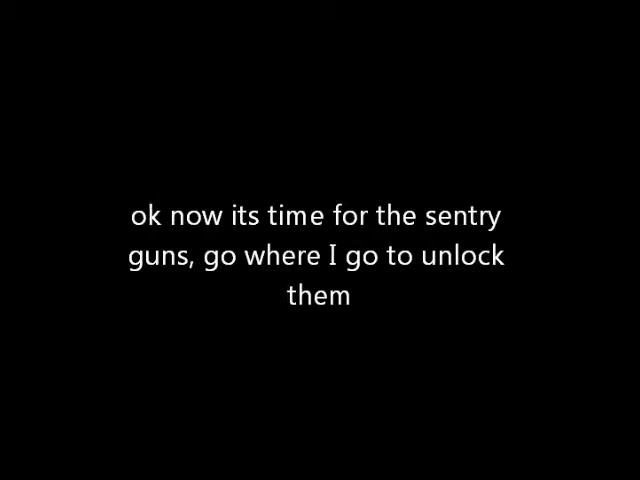 ok now its time for the sentry
guns, go where I go to unlock
them